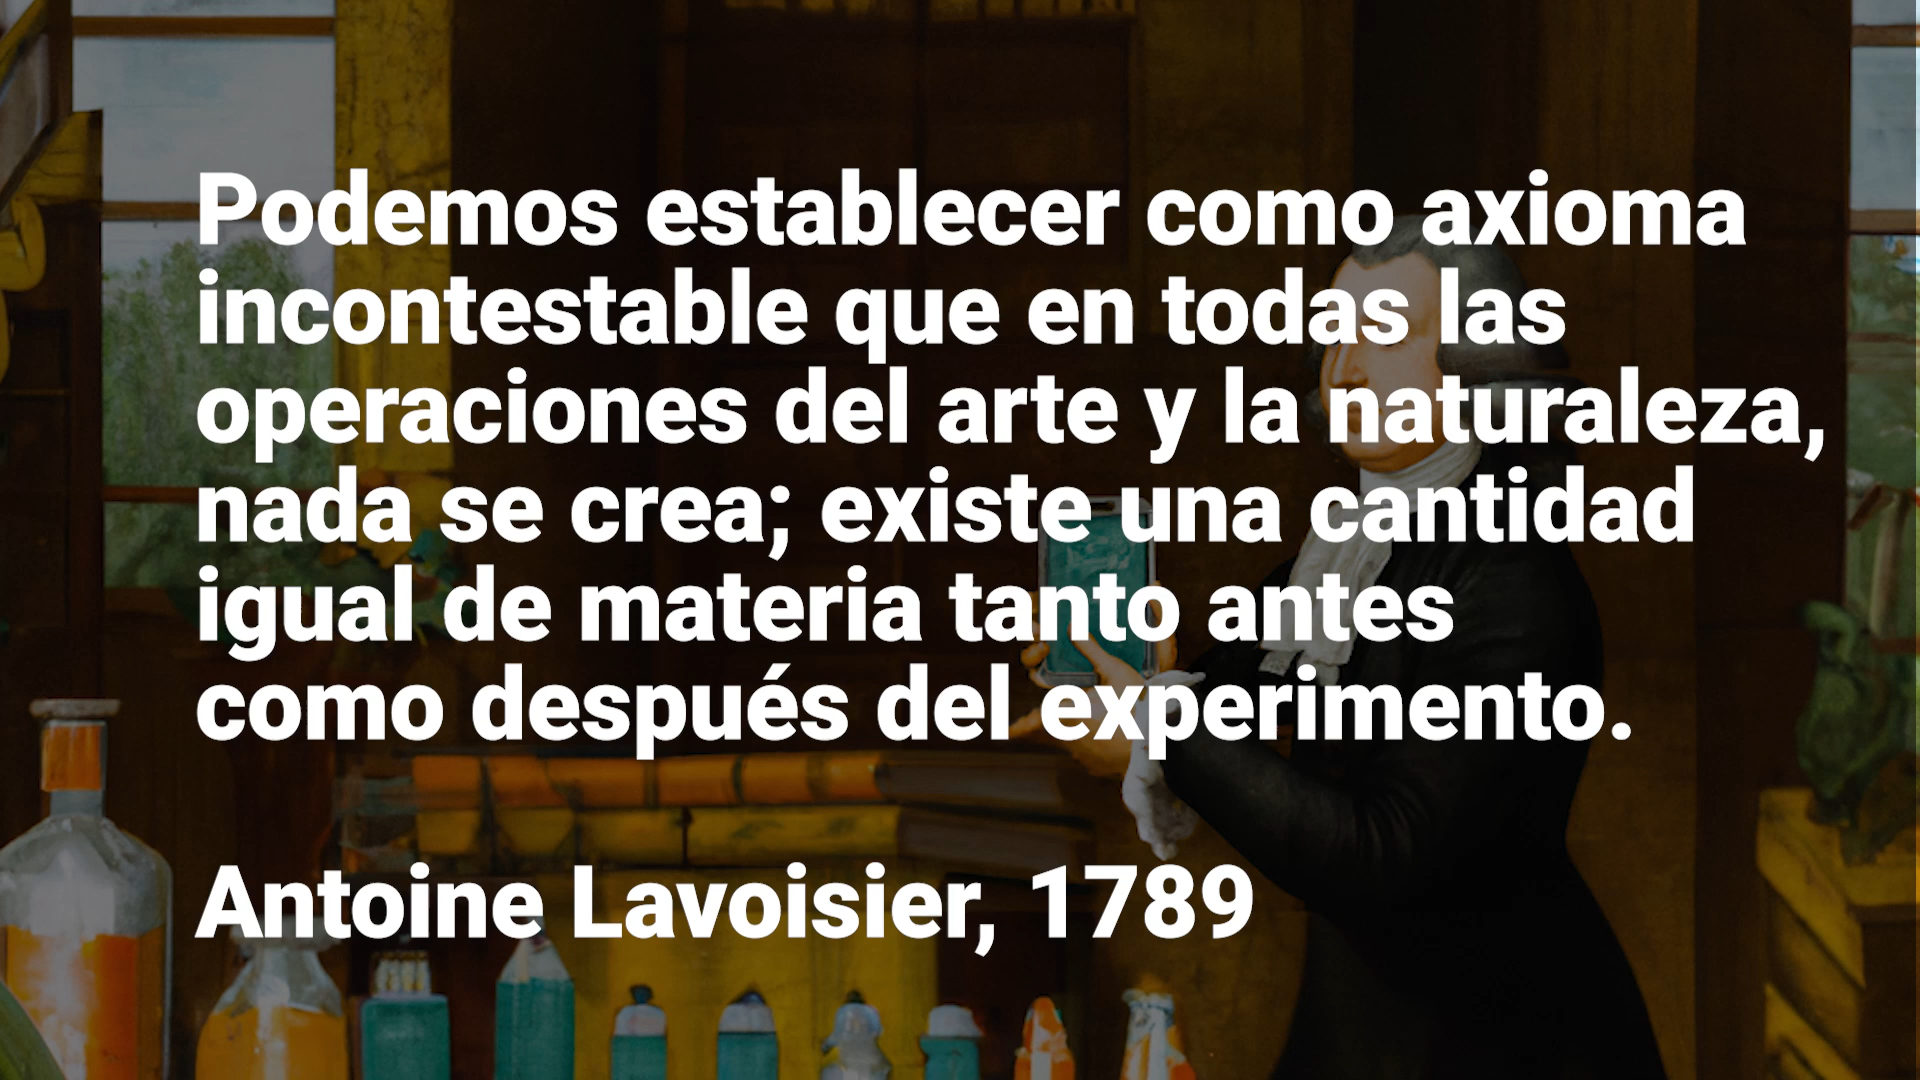 Podemos establecer como axioma
incontestable que en todas las
operaciones del arte y la naturaleza,
nada se crea; existe una cantidad
igual de materia tanto antes
como después del experimento.
Antoine Lavoisier, 1789